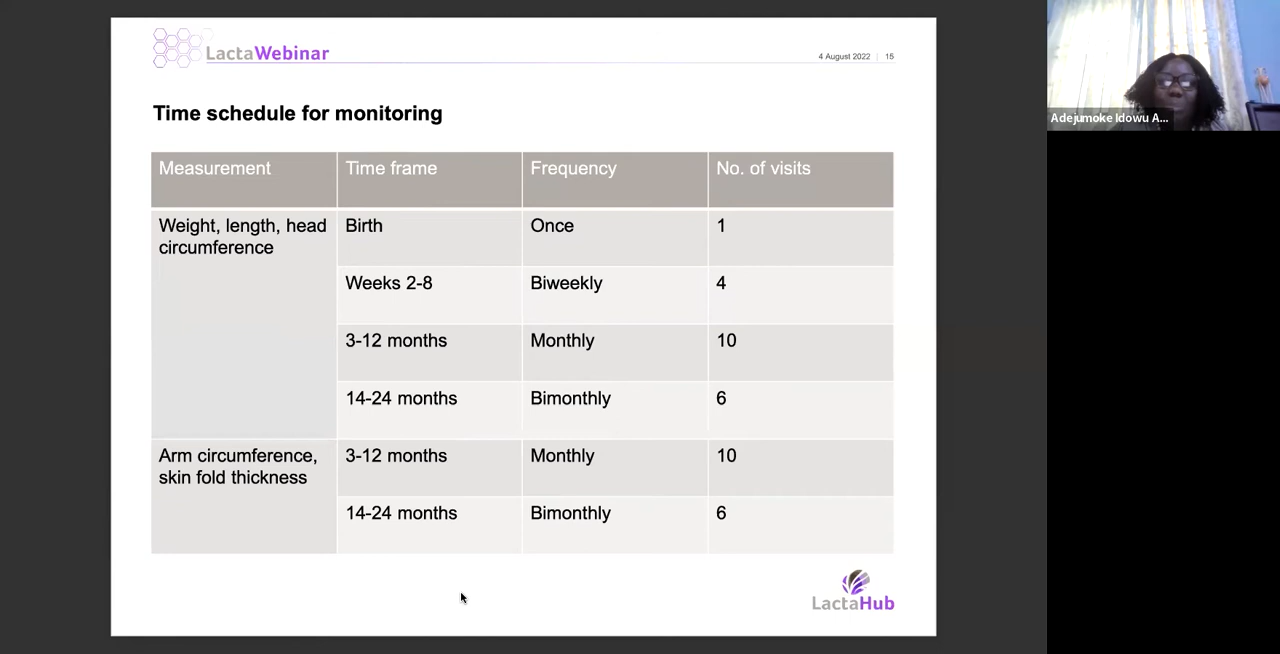 LactaWebinar
4 August 2022 | 15
Time schedule for monitoring
Measurement Time frame Frequency No. of visits
Weight, length, head circumference Birth Once 1
Weeks 2-8 Biweekly 4
3-12 months Monthly 10
14-24 months Bimonthly 6
Arm circumference, skin fold thickness 3-12 months Monthly 10
14-24 months Bimonthly 6
LactaHub
Adejumoke Idowu A...